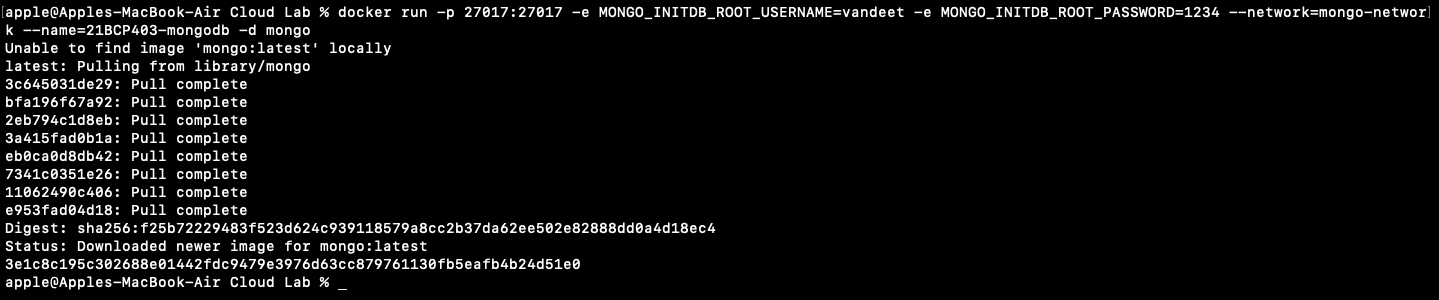 apple@Apples-MacBook-Air Cloud Lab % docker run -p 27017:27017 -e MONGO_INITDB_ROOT_USERNAME=vandeet -e MONGO_INITDB_ROOT_PASSWORD=1234 --network=mongo-networ
k --name=21BCP403-mongodb -d mongo
Unable to find image 'mongo:latest' locally
latest: Pulling from library/mongo
3c645031de29: Pull complete
bfa196f67a92: Pull complete
2eb794c1d8eb: Pull complete
3a415fad0b1a: Pull complete
eb0ca0d8db42: Pull complete
7341c0351e26: Pull complete
11062490c406: Pull complete
e953fad04d18: Pull complete
Digest: sha256:f25b72229483f523d624c939118579a8cc2b37da62ee502e82888dd0a4d18ec4
Status: Downloaded newer image for mongo:latest
3e1c8c195c302688e01442fdc9479e3976d63cc879761130fb5eafb4b24d51e0
apple@Apples-MacBook-Air Cloud Lab % _